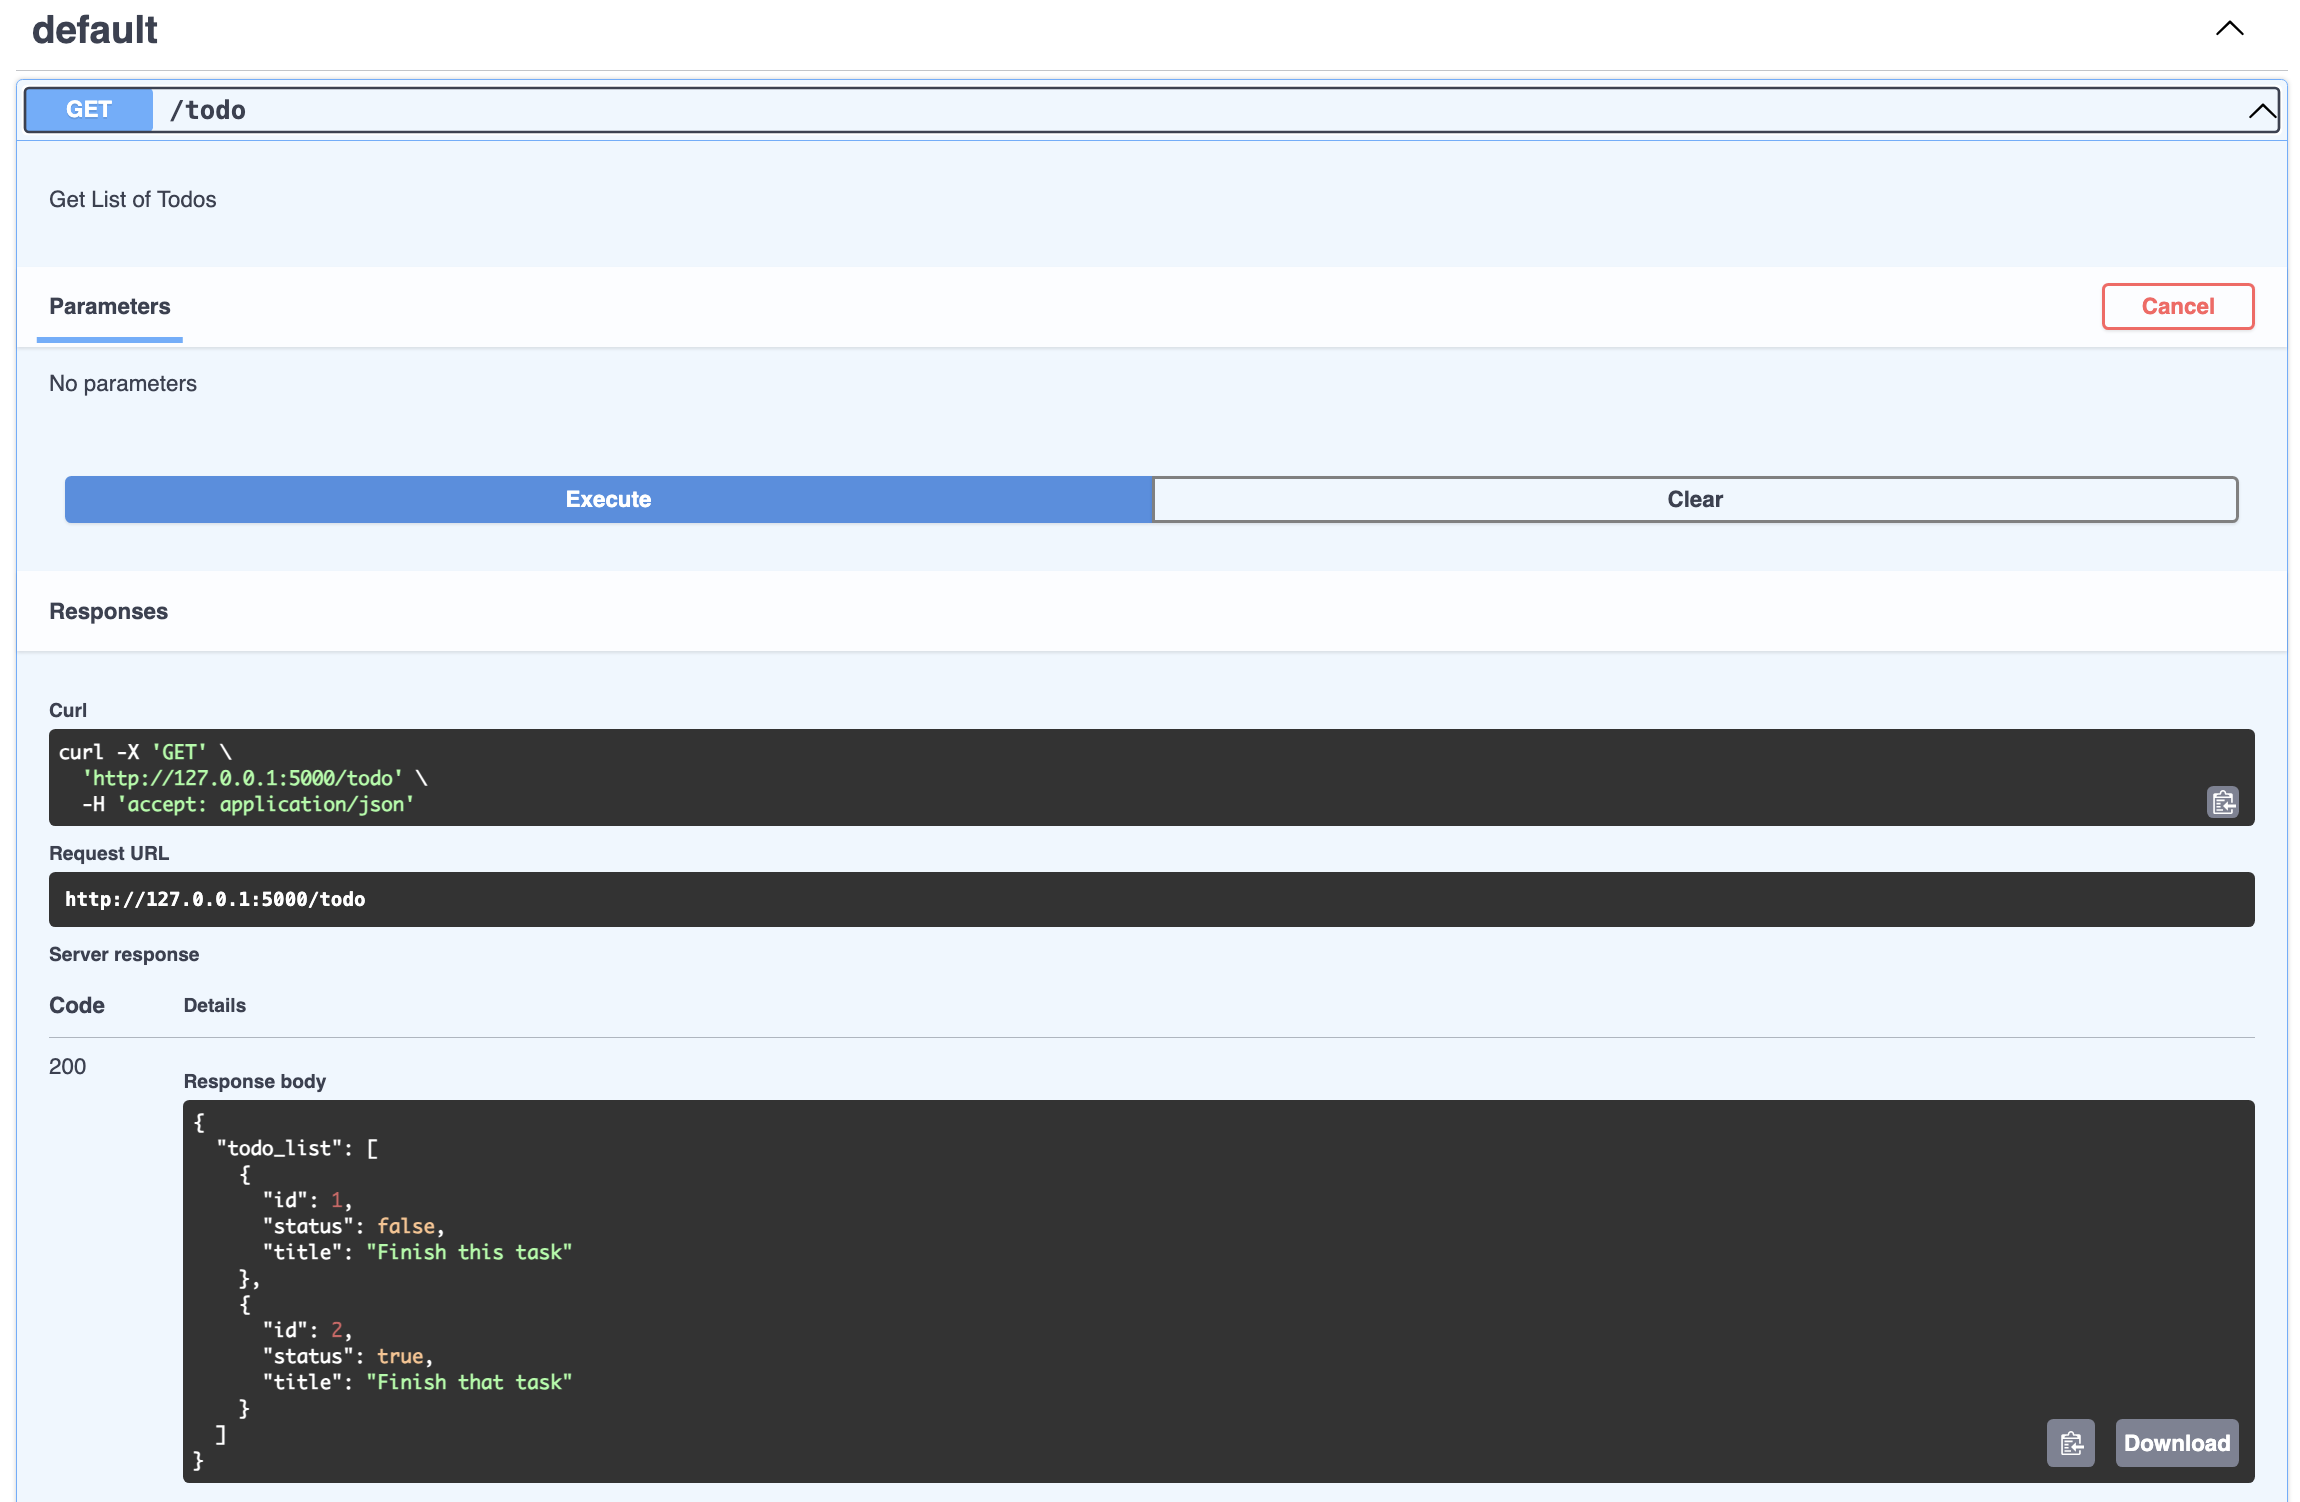 default
GET /todo
Get List of Todos
Parameters
Cancel
No parameters
Execute
Clear
Responses
Curl
curl -X 'GET' \
  'http://127.0.0.1:5000/todo' \
  -H 'accept: application/json'
Request URL
http://127.0.0.1:5000/todo
Server response
Code Details
200
Response body
{
  "todo_list": [
    {
      "id": 1,
      "status": false,
      "title": "Finish this task"
    },
    {
      "id": 2,
      "status": true,
      "title": "Finish that task"
    }
  ]
}
Download